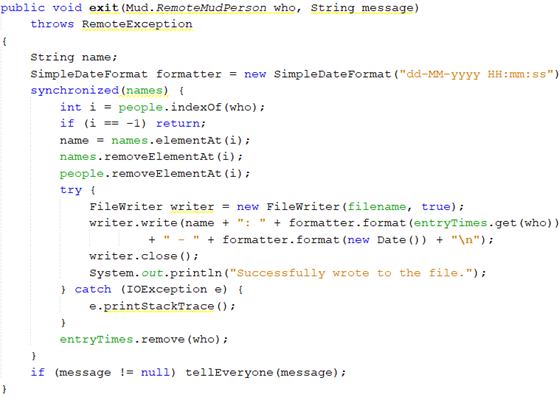 public void exit(Mud.RemoteMudPerson who, String message)
    throws RemoteException
{
    String name;
    SimpleDateFormat formatter = new SimpleDateFormat("dd-MM-yyyy HH:mm:ss")
    synchronized(names) {
        int i = people.indexOf(who);
        if (i == -1) return;
        name = names.elementAt(i);
        names.removeElementAt(i);
        people.removeElementAt(i);
        try {
            FileWriter writer = new FileWriter(filename, true);
            writer.write(name + ": " + formatter.format(entryTimes.get(who))
                    + " - " + formatter.format(new Date()) + "\n");
            writer.close();
            System.out.println("Successfully wrote to the file.");
        } catch (IOException e) {
            e.printStackTrace();
        }
        entryTimes.remove(who);
    }
    if (message != null) tellEveryone(message);
}